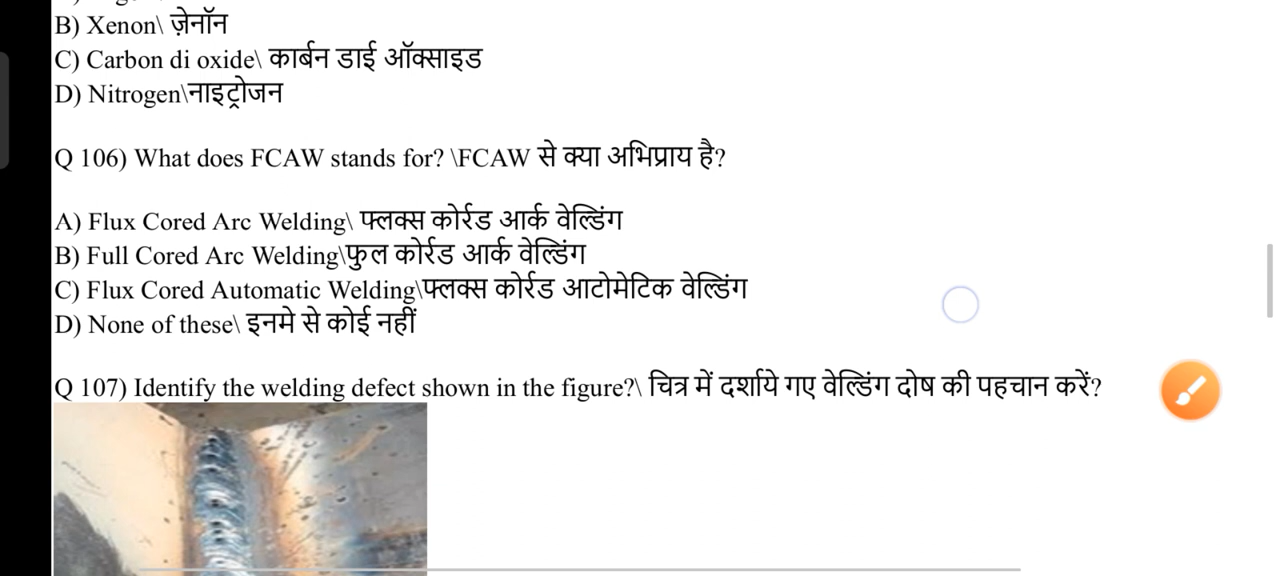 B) Xenon\ ज़ेनॉन
C) Carbon di oxide\ कार्बन डाई ऑक्साइड
D) Nitrogen\नाइट्रोजन
Q 106) What does FCAW stands for? \FCAW से क्या अभिप्राय है?
A) Flux Cored Arc Welding\ फ्लक्स कोर्रड आर्क वेल्डिंग
B) Full Cored Arc Welding\फुल कोर्रड आर्क वेल्डिंग
C) Flux Cored Automatic Welding\फ्लक्स कोर्रड आटोमेटिक वेल्डिंग
D) None of these\ इनमे से कोई नहीं
Q 107) Identify the welding defect shown in the figure?\ चित्र में दर्शाये गए वेल्डिंग दोष की पहचान करें?